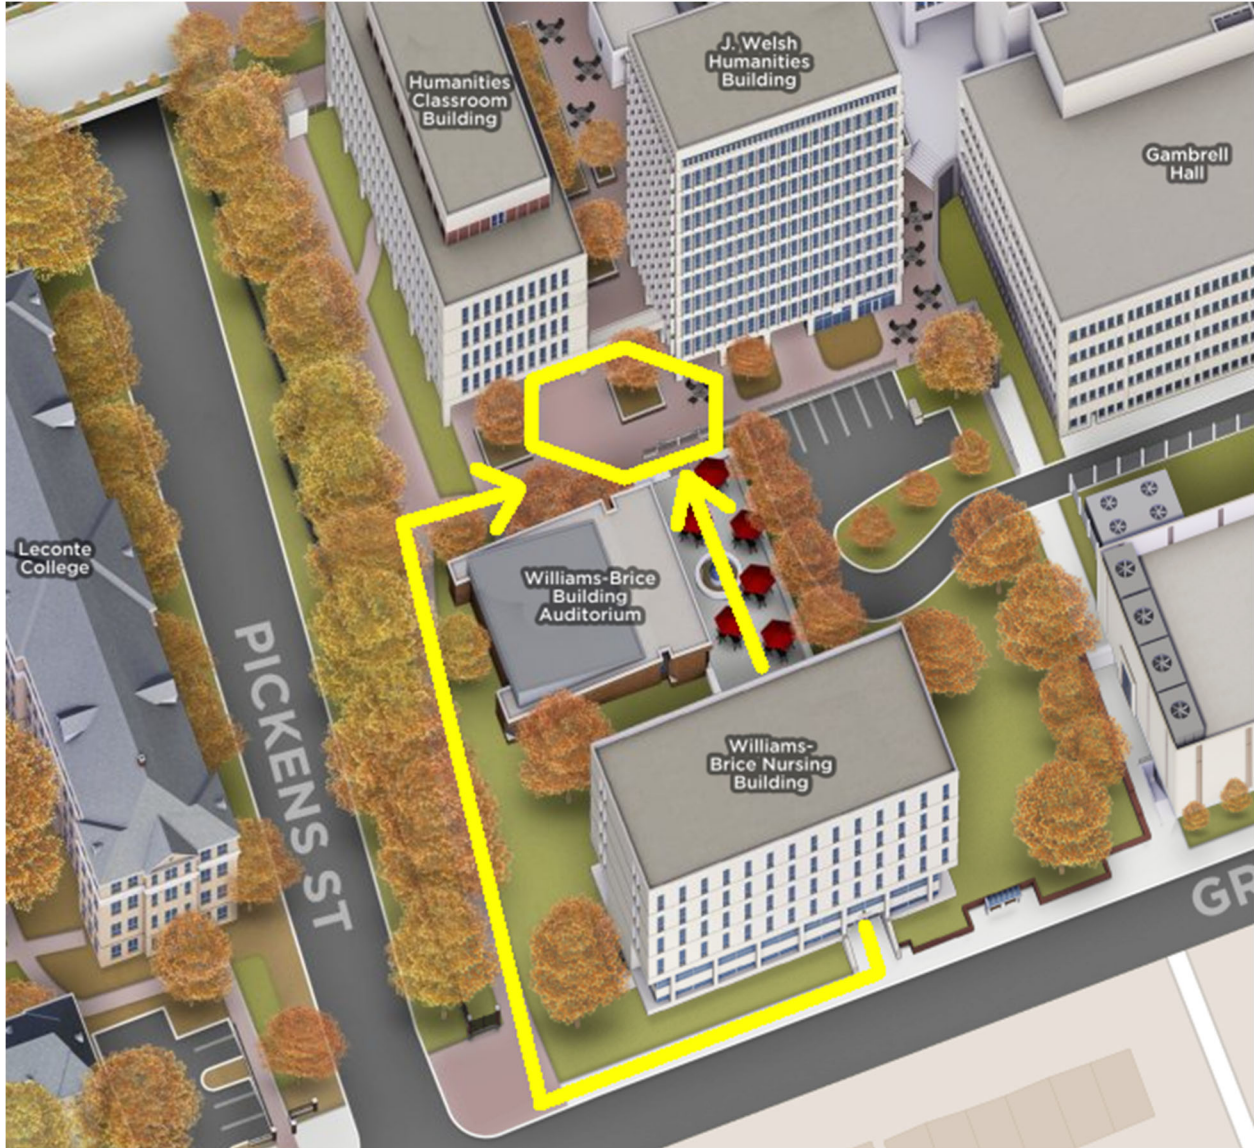 Humanities
Classroom
Building
J. Welsh
Humanities
Building
Gambrell
Hall
Leconte
College
Williams-Brice
Building
Auditorium
PICKENS ST
Williams-
Brice Nursing
Building
GR